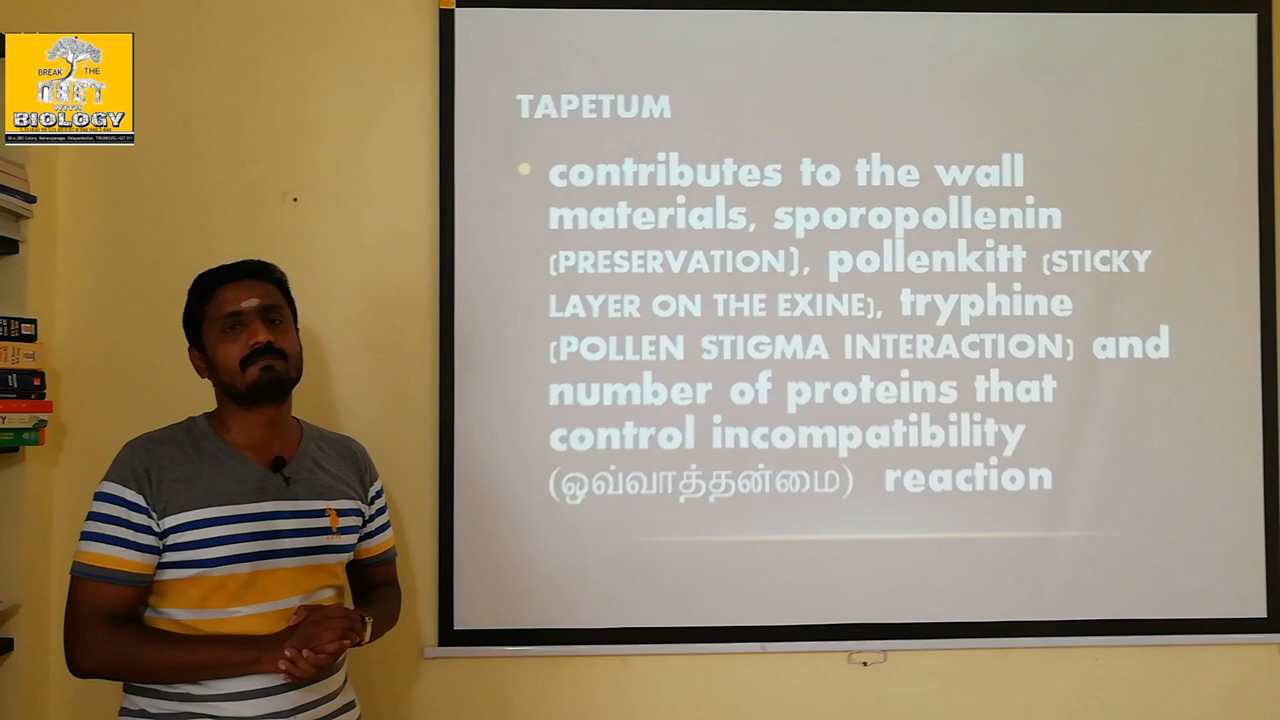 BREAK THE
NEET
WITH
BIOLOGY
TAPETUM
• contributes to the wall
materials, sporopollenin
(PRESERVATION), pollenkitt (STICKY
LAYER ON THE EXINE), tryphine
(POLLEN STIGMA INTERACTION) and
number of proteins that
control incompatibility
(ஒவ்வாத்தன்மை) reaction